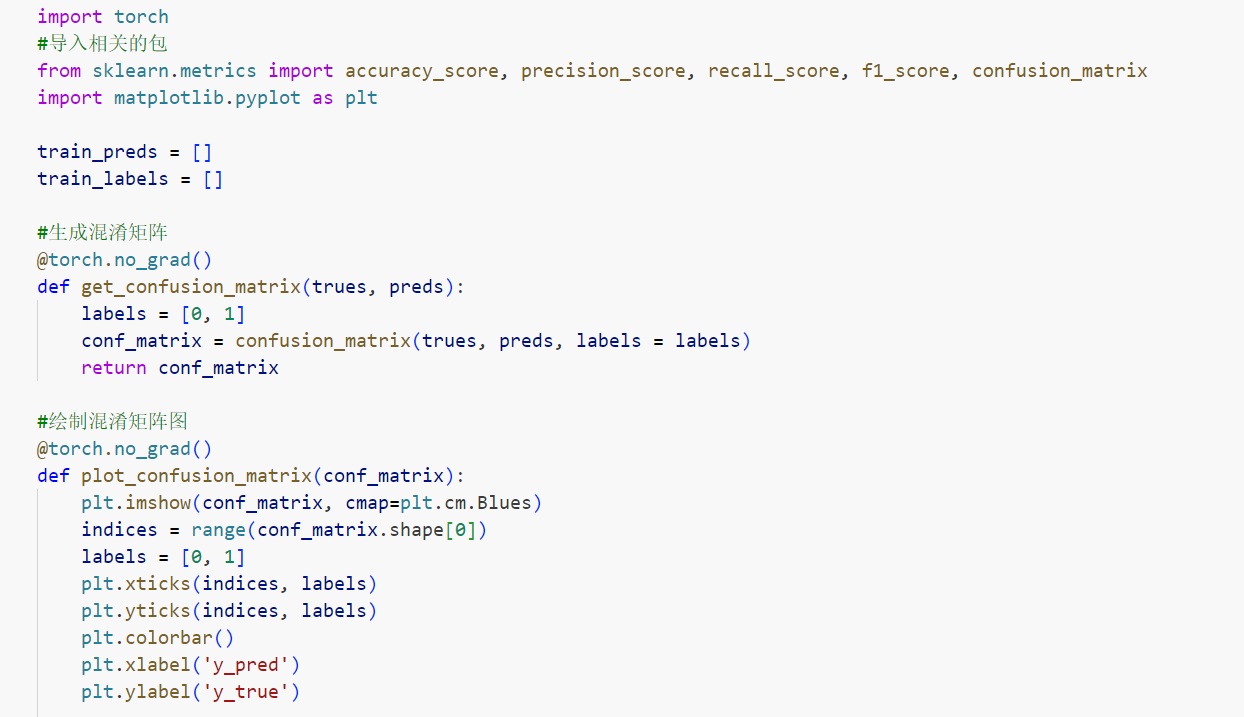 import torch
#导入相关的包
from sklearn.metrics import accuracy_score, precision_score, recall_score, f1_score, confusion_matrix
import matplotlib.pyplot as plt
train_preds = []
train_labels = []
#生成混淆矩阵
@torch.no_grad()
def get_confusion_matrix(trues, preds):
    labels = [0, 1]
    conf_matrix = confusion_matrix(trues, preds, labels = labels)
    return conf_matrix
#绘制混淆矩阵图
@torch.no_grad()
def plot_confusion_matrix(conf_matrix):
    plt.imshow(conf_matrix, cmap=plt.cm.Blues)
    indices = range(conf_matrix.shape[0])
    labels = [0, 1]
    plt.xticks(indices, labels)
    plt.yticks(indices, labels)
    plt.colorbar()
    plt.xlabel('y_pred')
    plt.ylabel('y_true')